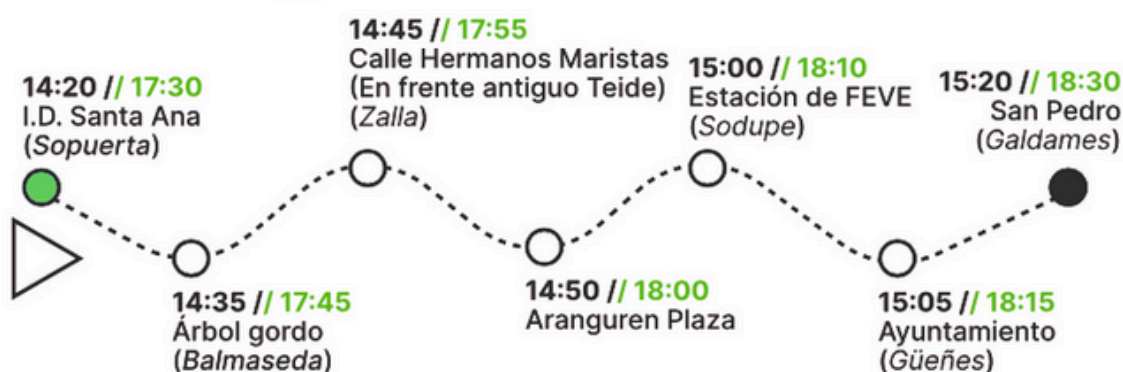 14:20 // 17:30
I.D. Santa Ana
(Sopuerta)
14:35 // 17:45
Árbol gordo
(Balmaseda)
14:45 // 17:55
Calle Hermanos Maristas
(En frente antiguo Teide)
(Zalla)
14:50 // 18:00
Aranguren Plaza
15:00 // 18:10
Estación de FEVE
(Sodupe)
15:05 // 18:15
Ayuntamiento
(Güeñes)
15:20 // 18:30
San Pedro
(Galdames)